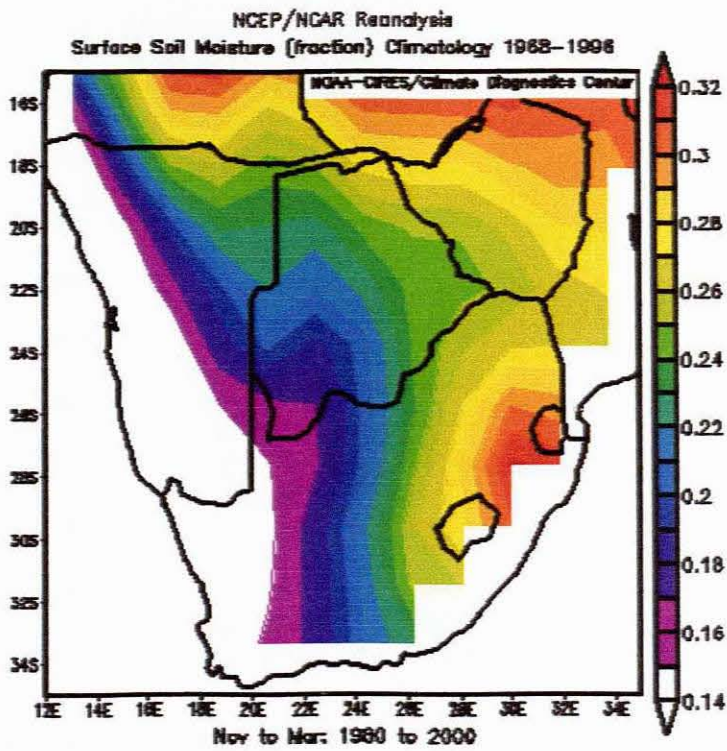 NCEP/NCAR Reanalysis
Surface Soil Moisture (fraction) Climatology 1968-1996
NOAA-CIRES/Climate Diagnostics Center
16S
18S
20S
22S
24S
26S
28S
30S
32S
34S
12E 14E 16E 18E 20E 22E 24E 26E 28E 30E 32E 34E
0.32
0.3
0.28
0.26
0.24
0.22
0.2
0.18
0.16
0.14
Nov to Mar: 1980 to 2000